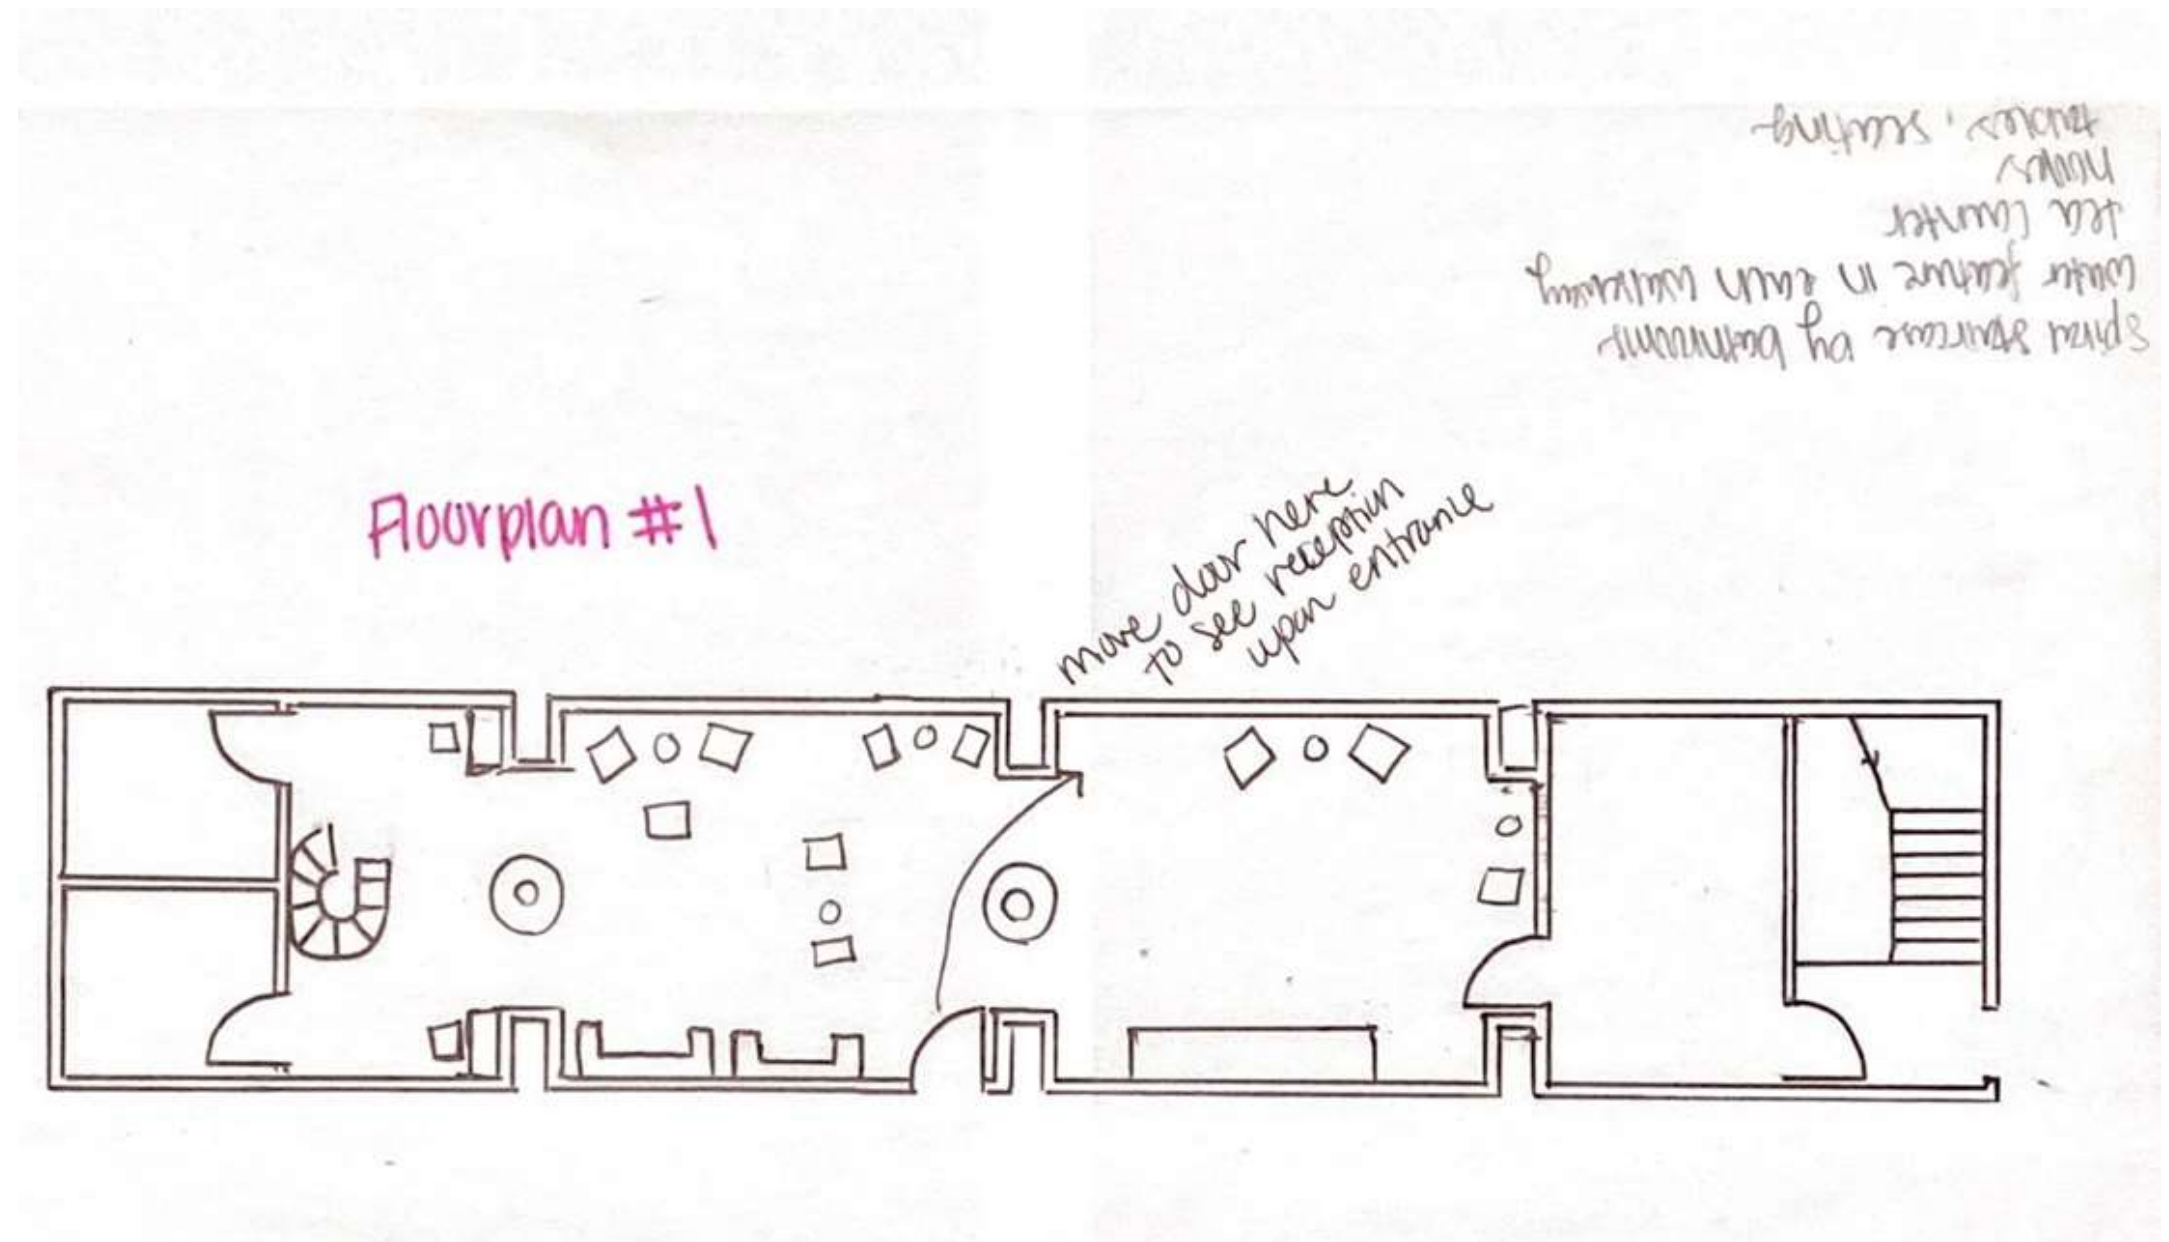 spiral staircase by bathrooms
water feature in each walkway
tea counter
nooks
tables, seating
Floorplan #1
move door here
to see reception
upon entrance